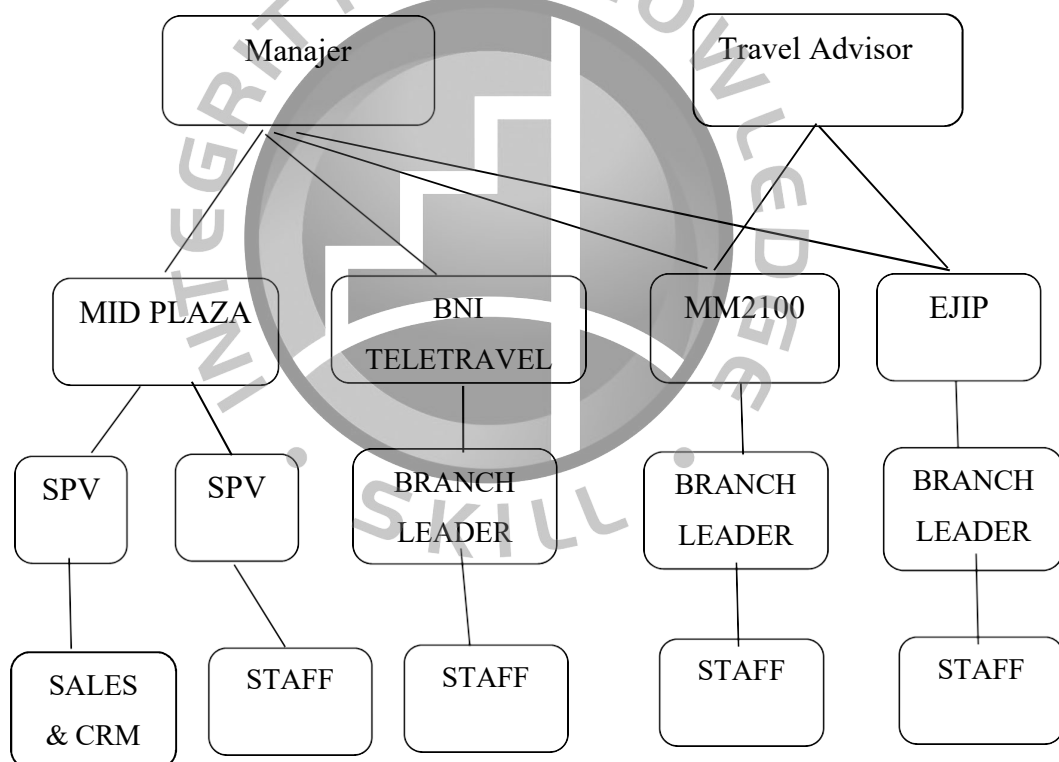 Manajer
Travel Advisor
MID PLAZA
BNI
TELETRAVEL
MM2100
EJIP
SPV
SPV
BRANCH
LEADER
BRANCH
LEADER
BRANCH
LEADER
SALES
& CRM
STAFF
STAFF
STAFF
STAFF
SKILL